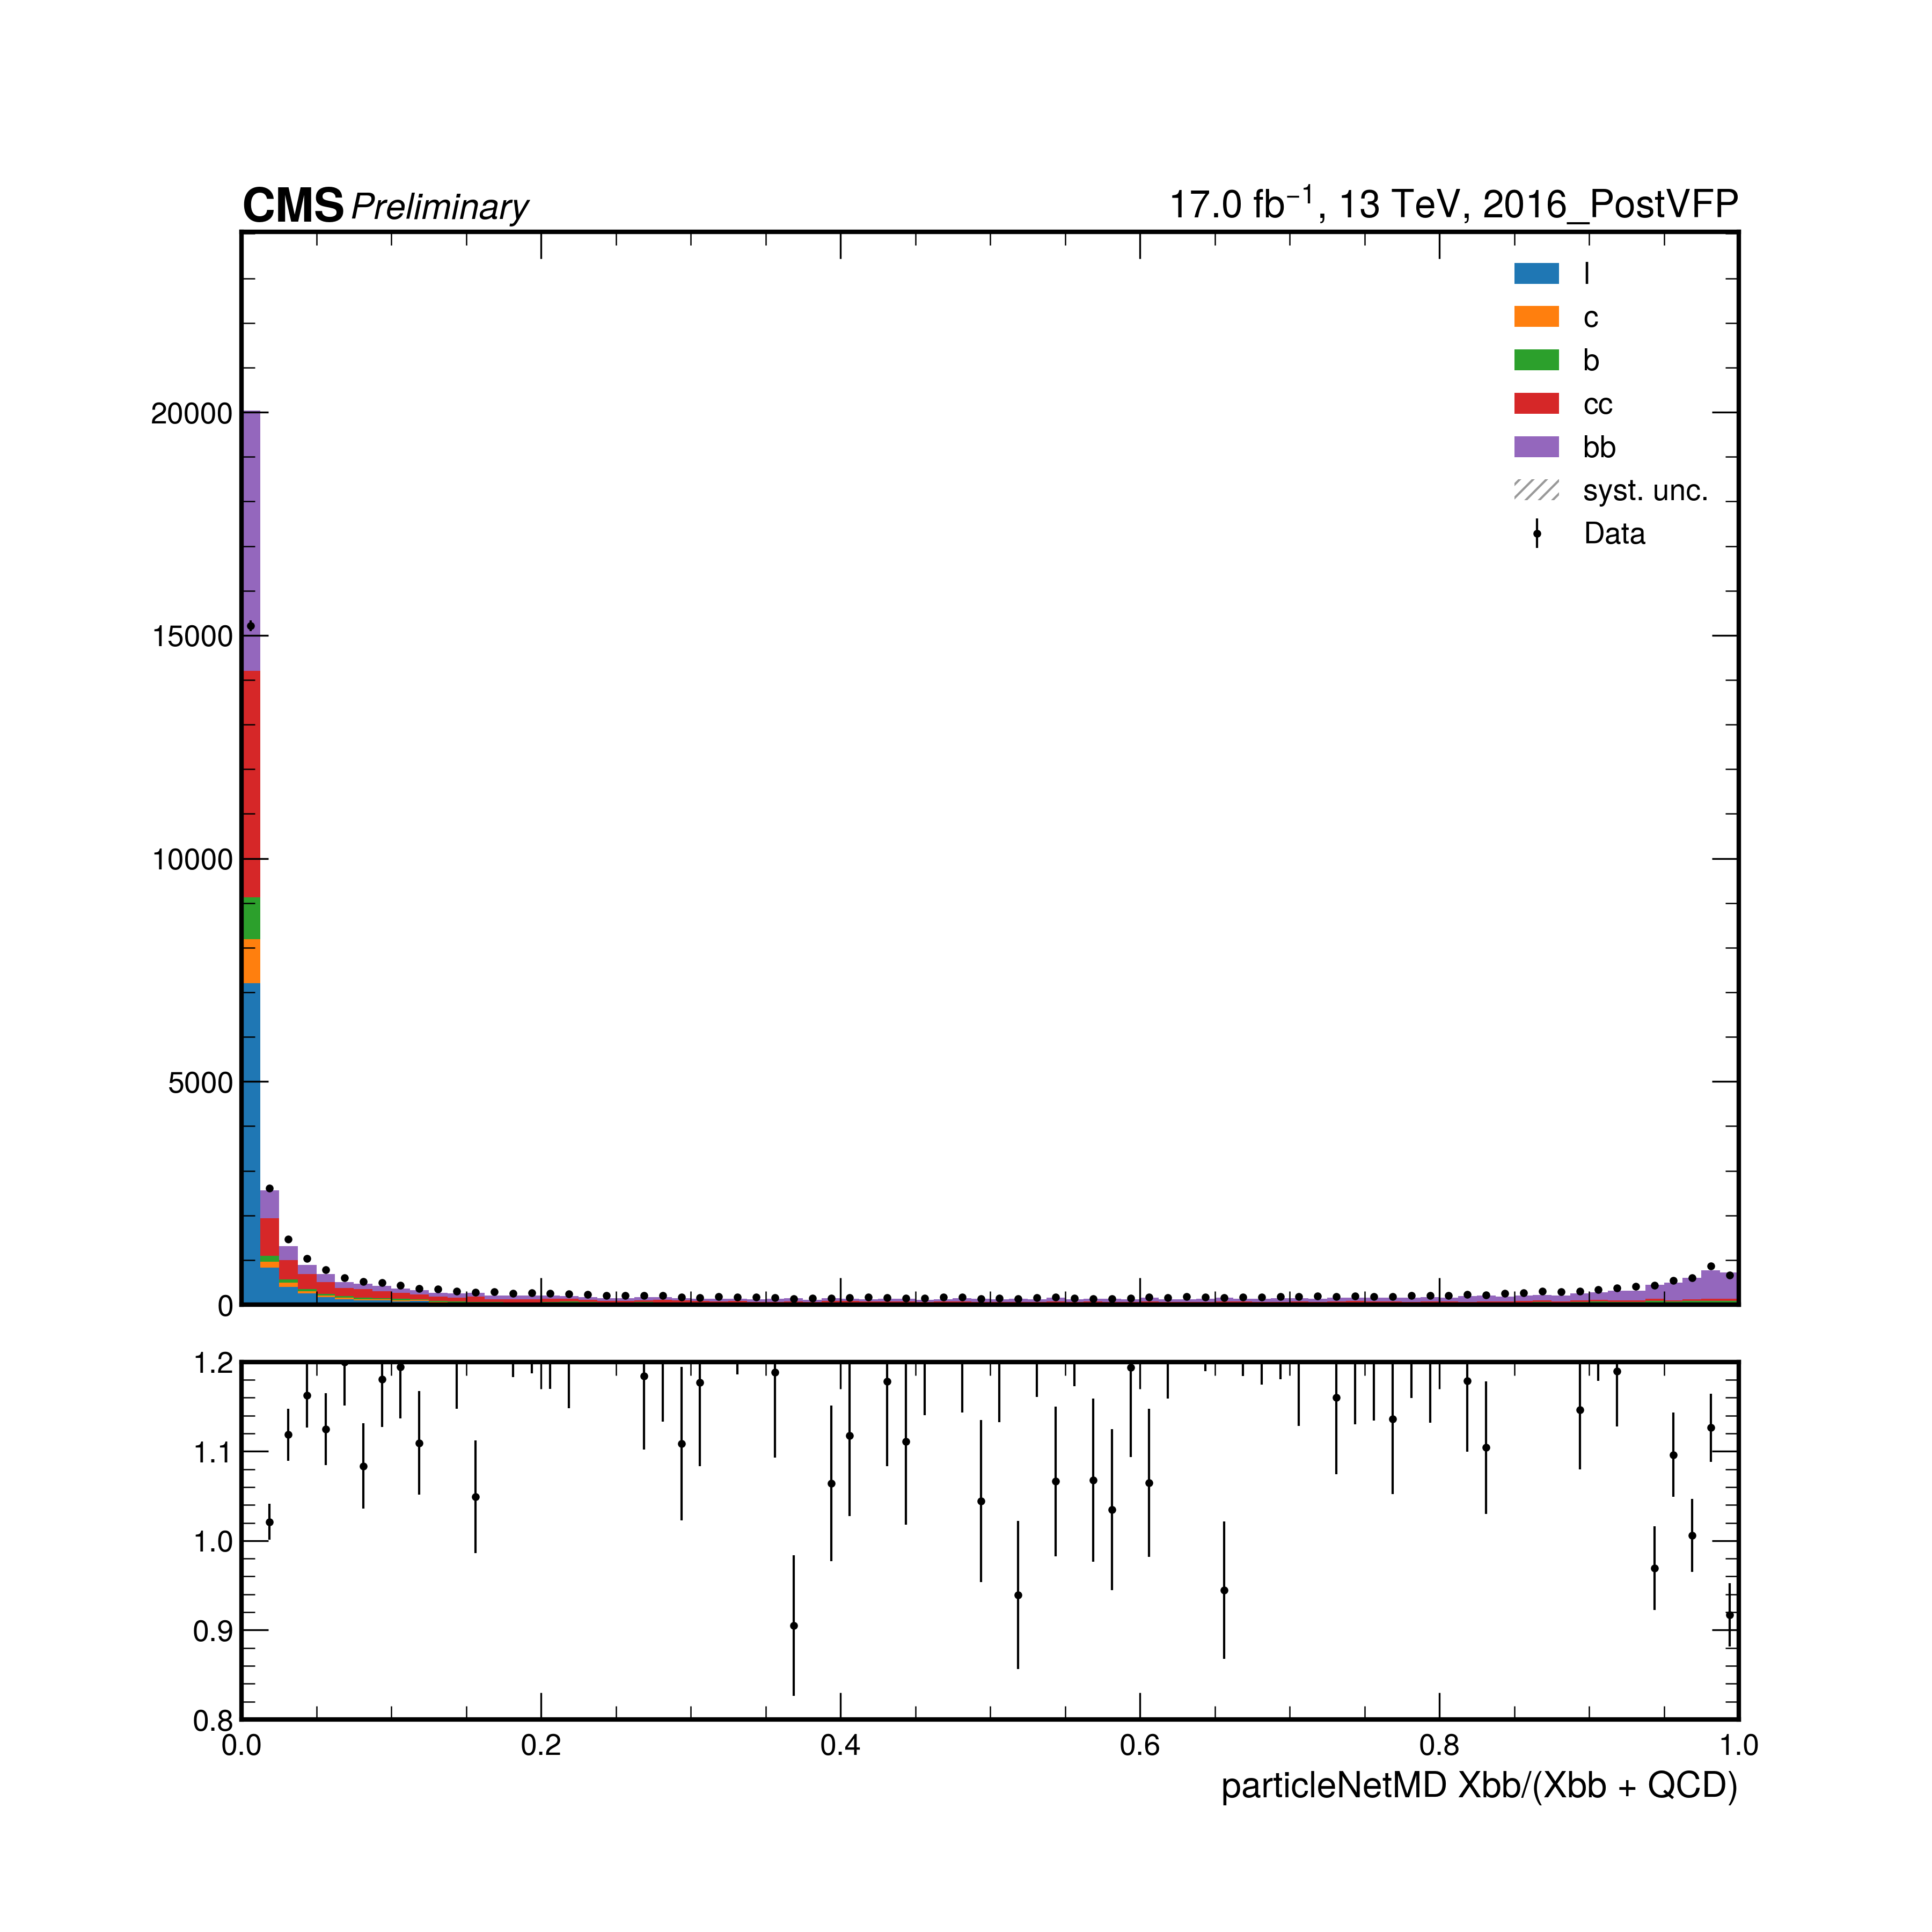 CMS Preliminary
17.0 fb⁻¹, 13 TeV, 2016_PostVFP
l
c
b
cc
bb
syst. unc.
Data
20000
15000
10000
5000
0
1.2
1.1
1.0
0.9
0.8
0.0 0.2 0.4 0.6 0.8 1.0
particleNetMD Xbb/(Xbb + QCD)